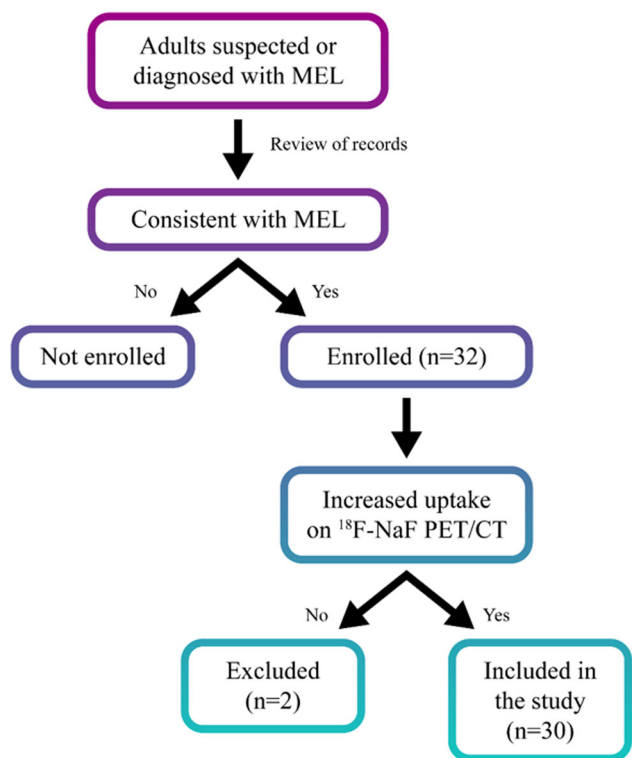 Adults suspected or
diagnosed with MEL
Review of records
Consistent with MEL
No
Yes
Not enrolled
Enrolled (n=32)
Increased uptake
on ¹⁸F-NaF PET/CT
No
Yes
Excluded
(n=2)
Included in
the study
(n=30)